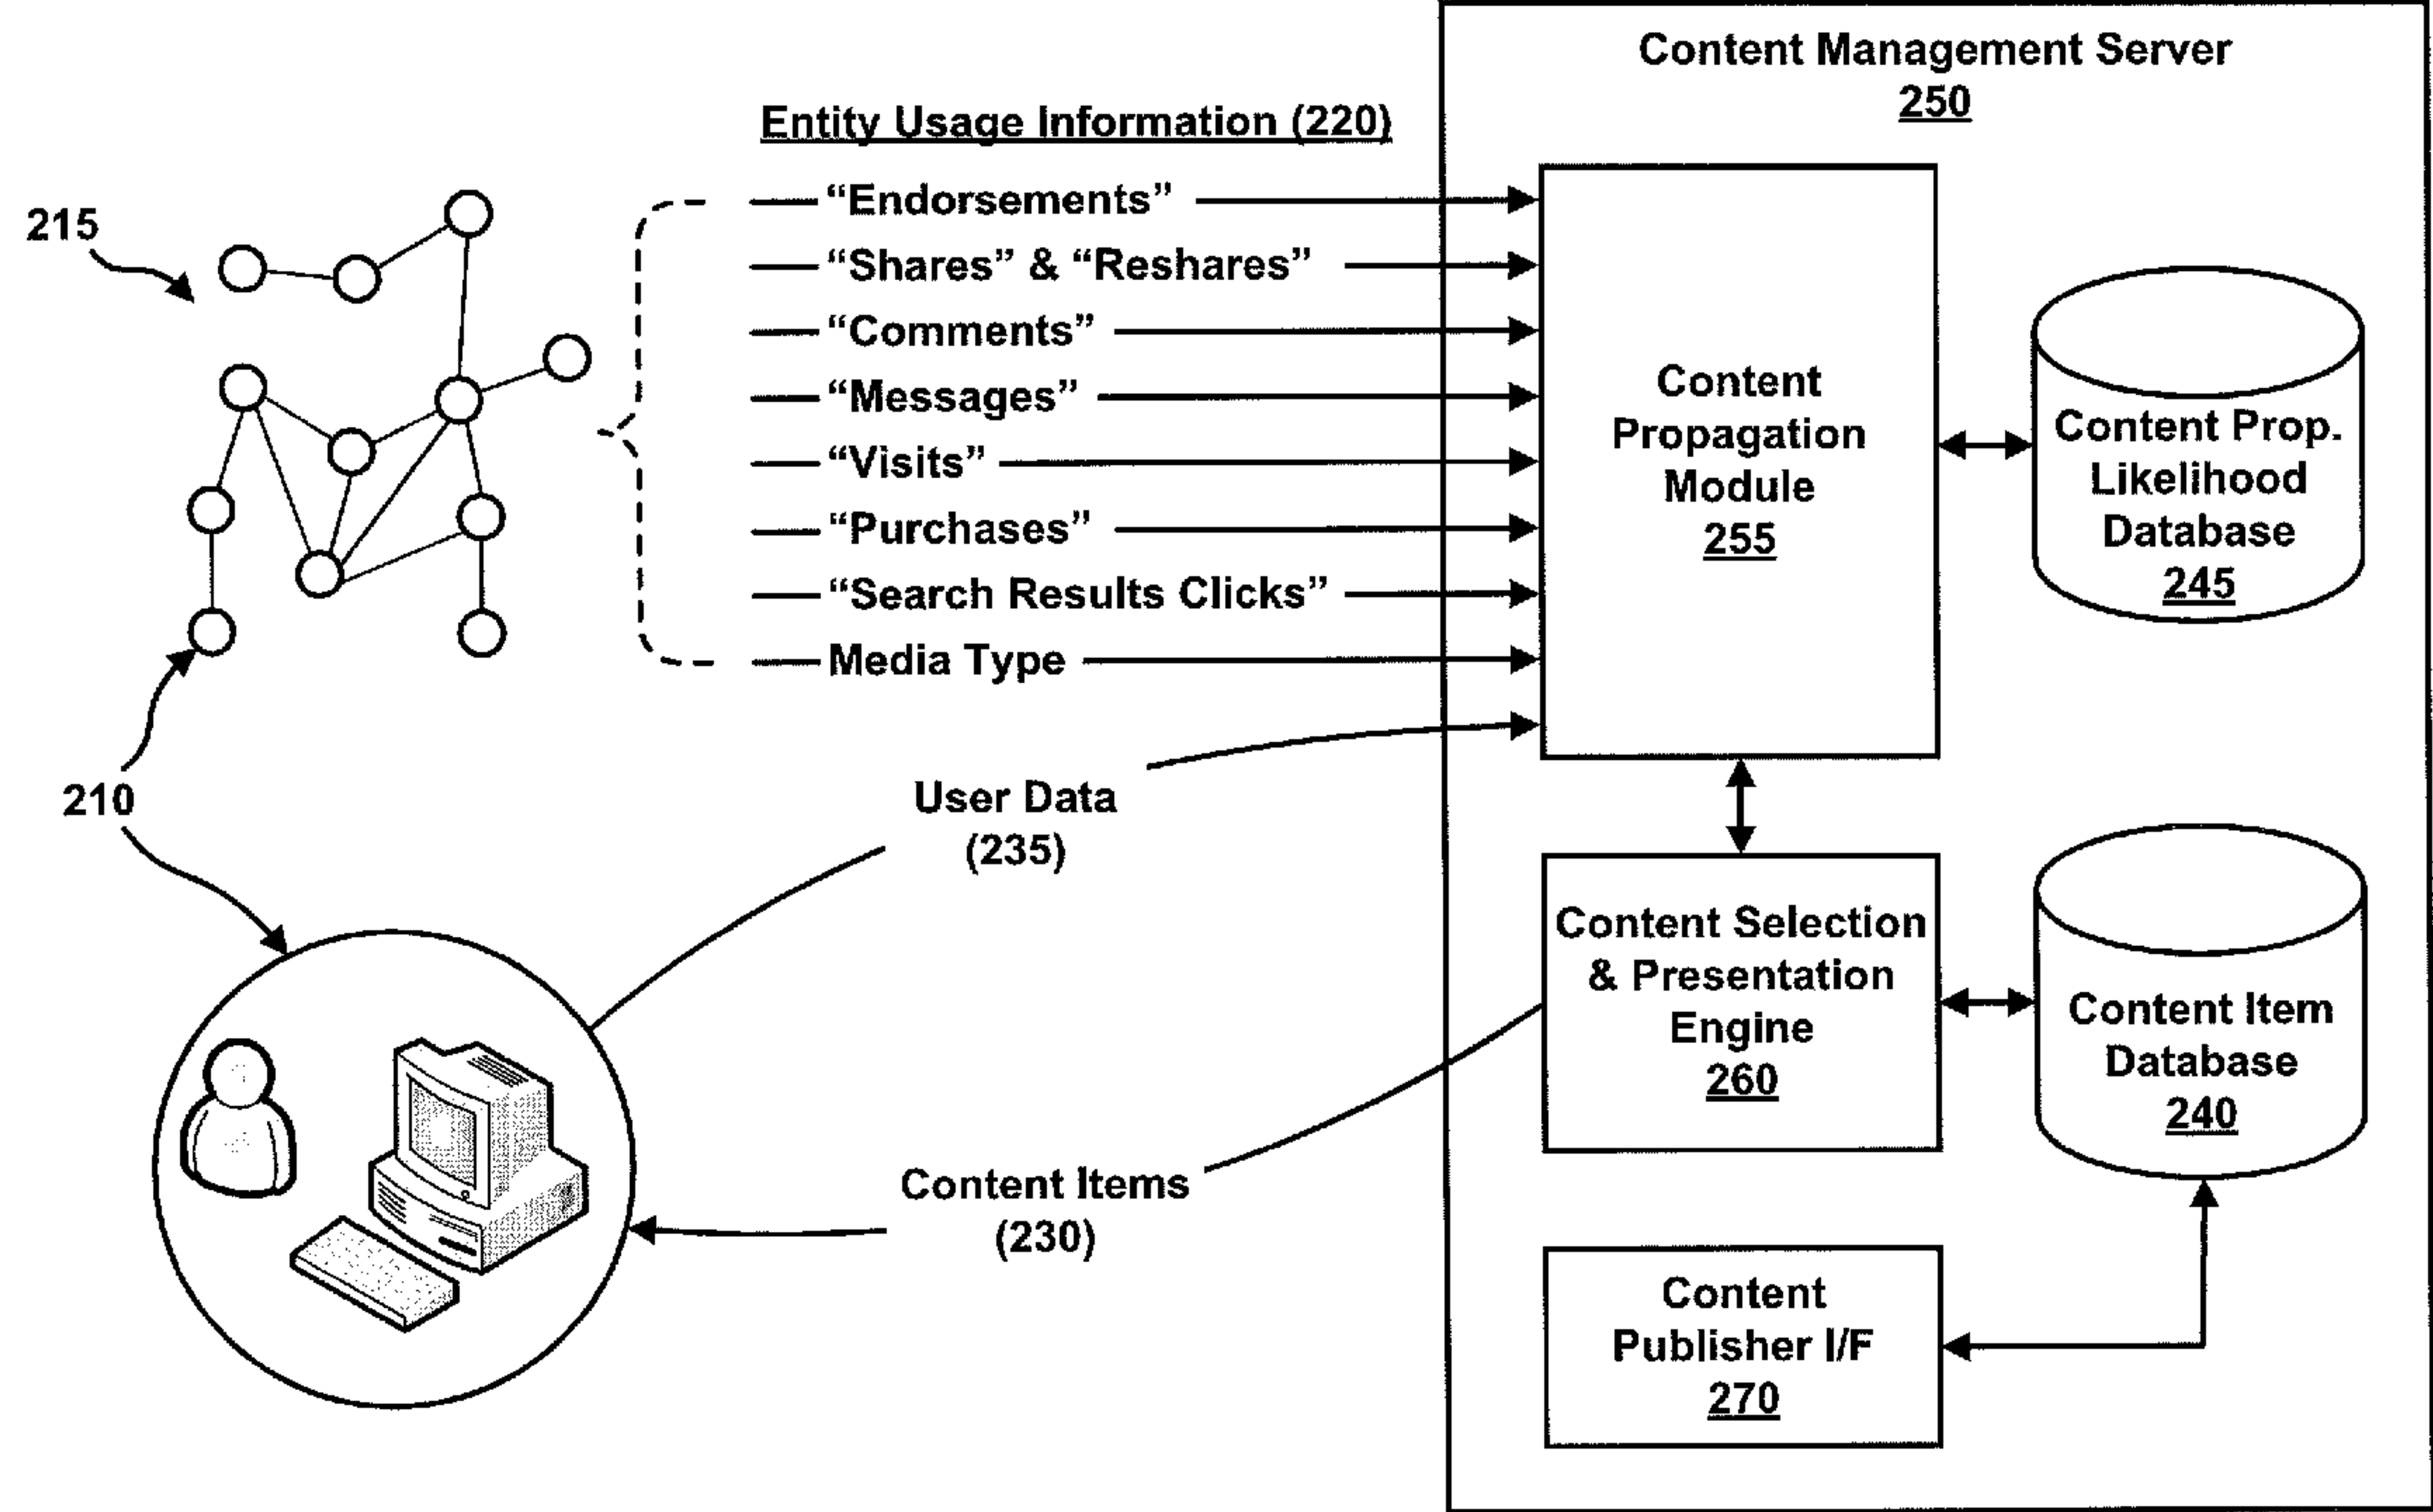 Content Management Server
250
Entity Usage Information (220)
215
“Endorsements”
“Shares” & “Reshares”
“Comments”
“Messages”
“Visits”
“Purchases”
“Search Results Clicks”
Media Type
Content
Propagation
Module
255
Content Prop.
Likelihood
Database
245
210
User Data
(235)
Content Selection
& Presentation
Engine
260
Content Item
Database
240
Content Items
(230)
Content
Publisher I/F
270